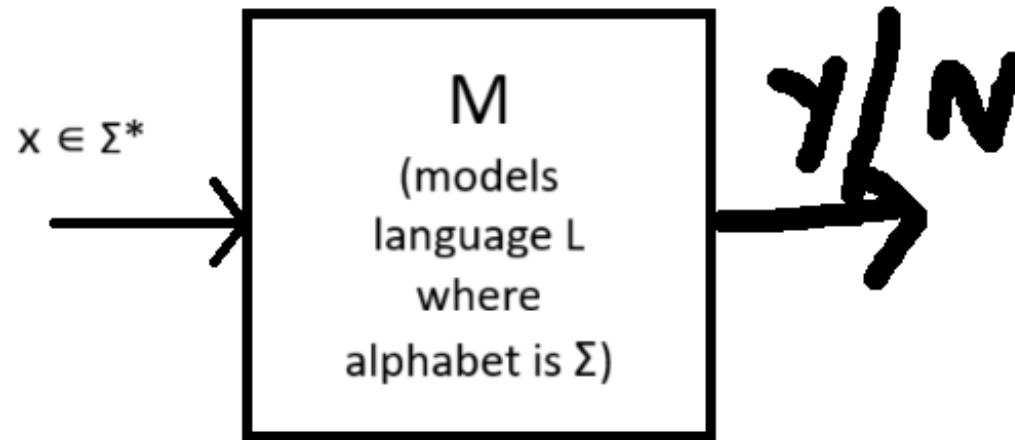 x ∈ Σ*
M
(models
language L
where
alphabet is Σ)
Y/N